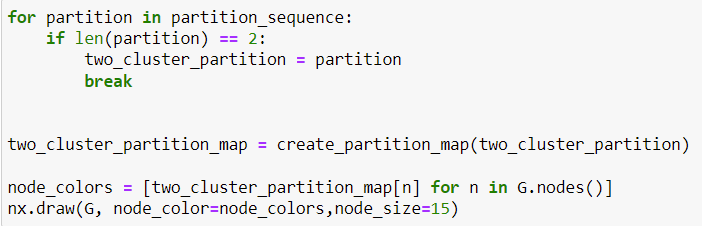 for partition in partition_sequence:
    if len(partition) == 2:
        two_cluster_partition = partition
        break
two_cluster_partition_map = create_partition_map(two_cluster_partition)
node_colors = [two_cluster_partition_map[n] for n in G.nodes()]
nx.draw(G, node_color=node_colors,node_size=15)